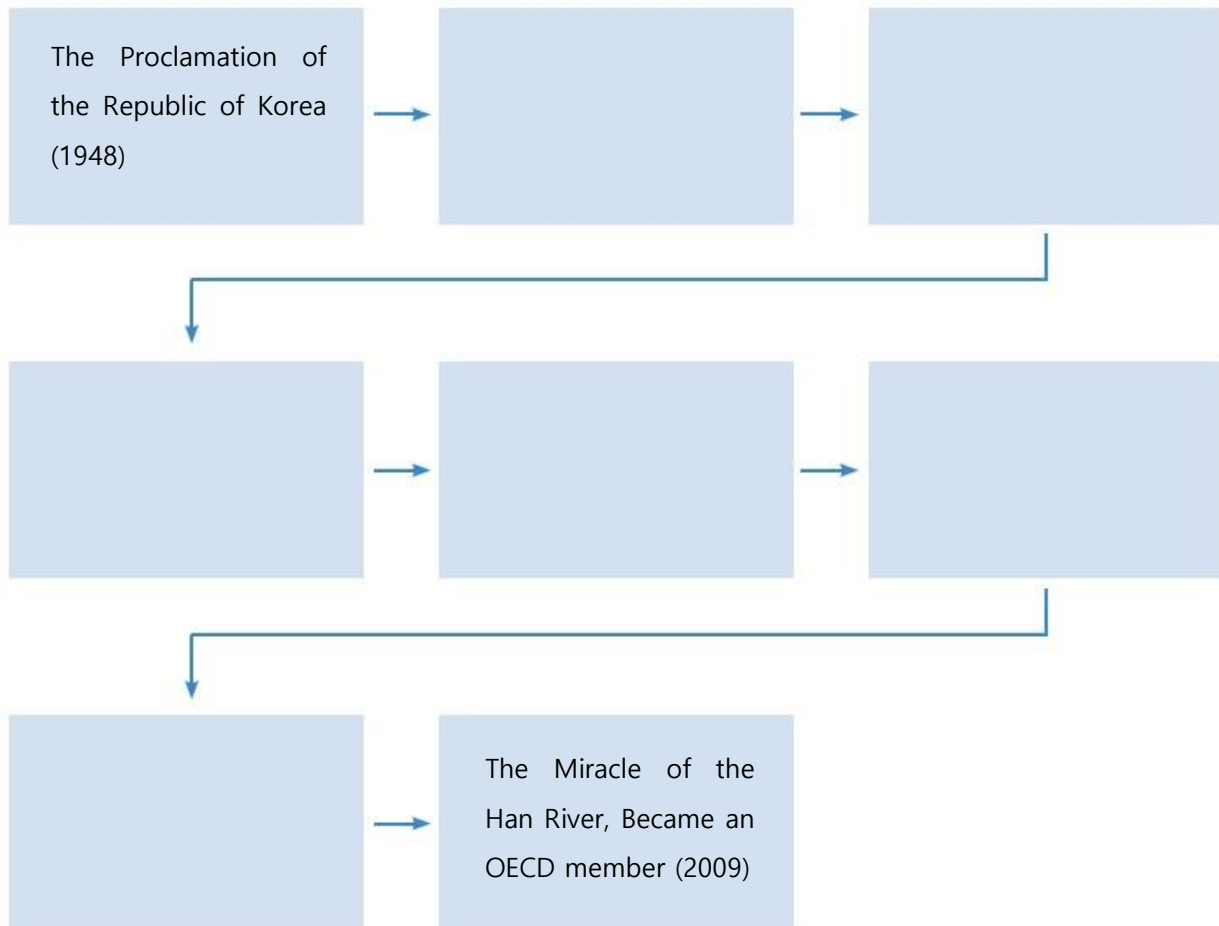 The Proclamation of
the Republic of Korea
(1948)
The Miracle of the
Han River, Became an
OECD member (2009)